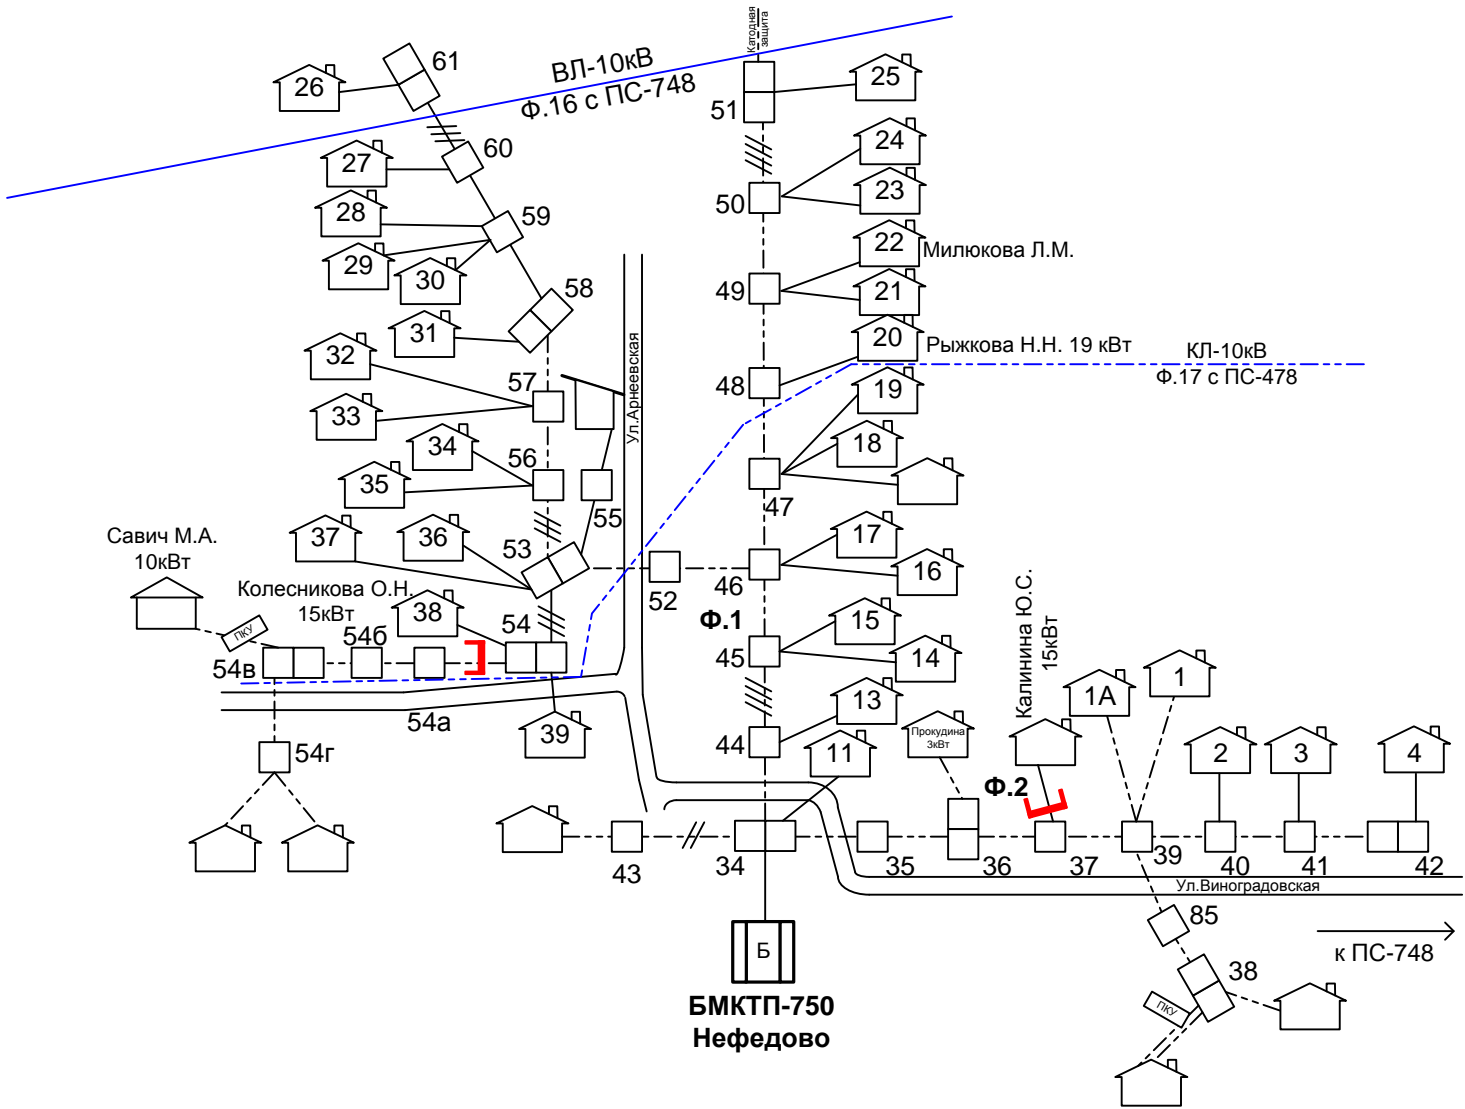 Катодная
защита
61
26
ВЛ-10кВ
Ф.16 с ПС-748
25
51
24
60
27
23
50
28
59
22
Милюкова Л.М.
29
30
58
49
21
31
20
Рыжкова Н.Н. 19 кВт
КЛ-10кВ
Ф.17 с ПС-478
32
57
48
19
Ул.Арнеевская
33
34
18
56
35
47
55
17
Савич М.А.
10кВт
37
36
53
16
52
46
Колесникова О.Н.
15кВт
38
54
Ф.1
15
Калинина Ю.С.
15кВт
ПКУ
54б
54в
45
14
1
1А
13
54а
39
44
Прокудина
3кВт
11
2
3
4
54г
Ф.2
43
34
35
36
37
39
40
41
42
Ул.Виноградовская
85
Б
к ПС-748
38
ПКУ
БМКТП-750
Нефедово